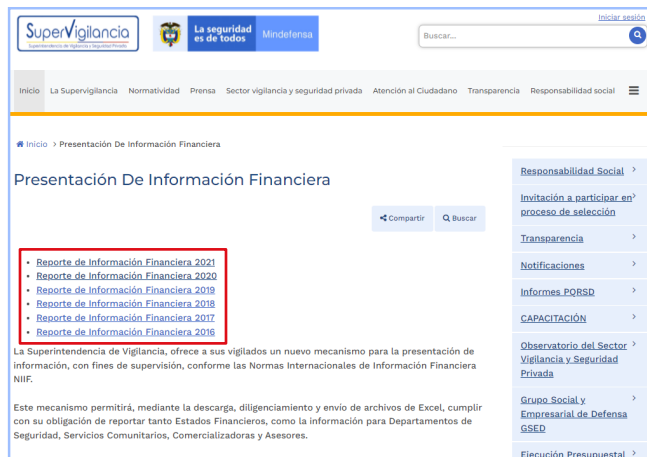 Iniciar sesión
SuperVigilancia
Superintendencia de Vigilancia y Seguridad Privada
La seguridad
es de todos
Mindefensa
Buscar...
Inicio La Supervigilancia Normatividad Prensa Sector vigilancia y seguridad privada Atención al Ciudadano Transparencia Responsabilidad social
Inicio > Presentación De Información Financiera
Presentación De Información Financiera
Compartir Buscar
• Reporte de Información Financiera 2021
• Reporte de Información Financiera 2020
• Reporte de Información Financiera 2019
• Reporte de Información Financiera 2018
• Reporte de Información Financiera 2017
• Reporte de Información Financiera 2016
La Superintendencia de Vigilancia, ofrece a sus vigilados un nuevo mecanismo para la presentación de
información, con fines de supervisión, conforme las Normas Internacionales de Información Financiera
NIIF.
Este mecanismo permitirá, mediante la descarga, diligenciamiento y envío de archivos de Excel, cumplir
con su obligación de reportar tanto Estados Financieros, como la información para Departamentos de
Seguridad, Servicios Comunitarios, Comercializadoras y Asesores.
Responsabilidad Social >
Invitación a participar en >
proceso de selección
Transparencia >
Notificaciones >
Informes PQRSD >
CAPACITACIÓN >
Observatorio del Sector >
Vigilancia y Seguridad
Privada
Grupo Social y >
Empresarial de Defensa
GSED
Ejecución Presupuestal >